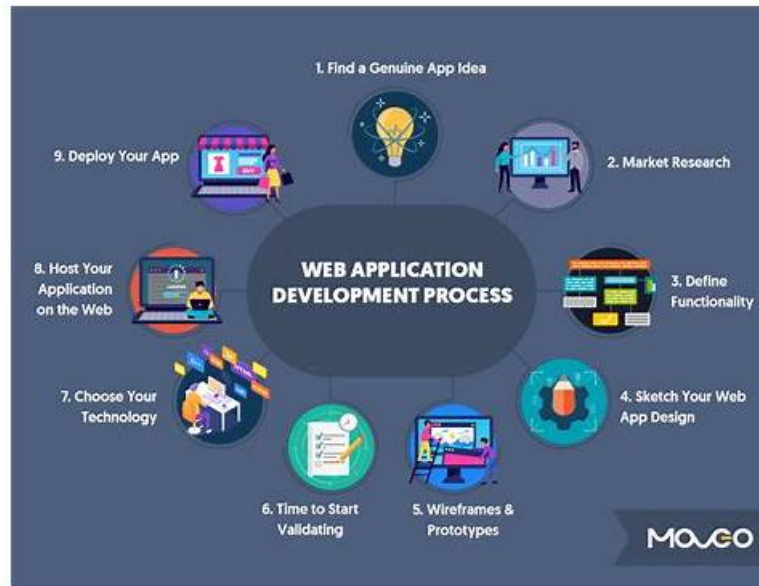 WEB APPLICATION
DEVELOPMENT PROCESS
1. Find a Genuine App Idea
2. Market Research
3. Define
Functionality
4. Sketch Your Web
App Design
5. Wireframes &
Prototypes
6. Time to Start
Validating
7. Choose Your
Technology
8. Host Your
Application
on the Web
9. Deploy Your App